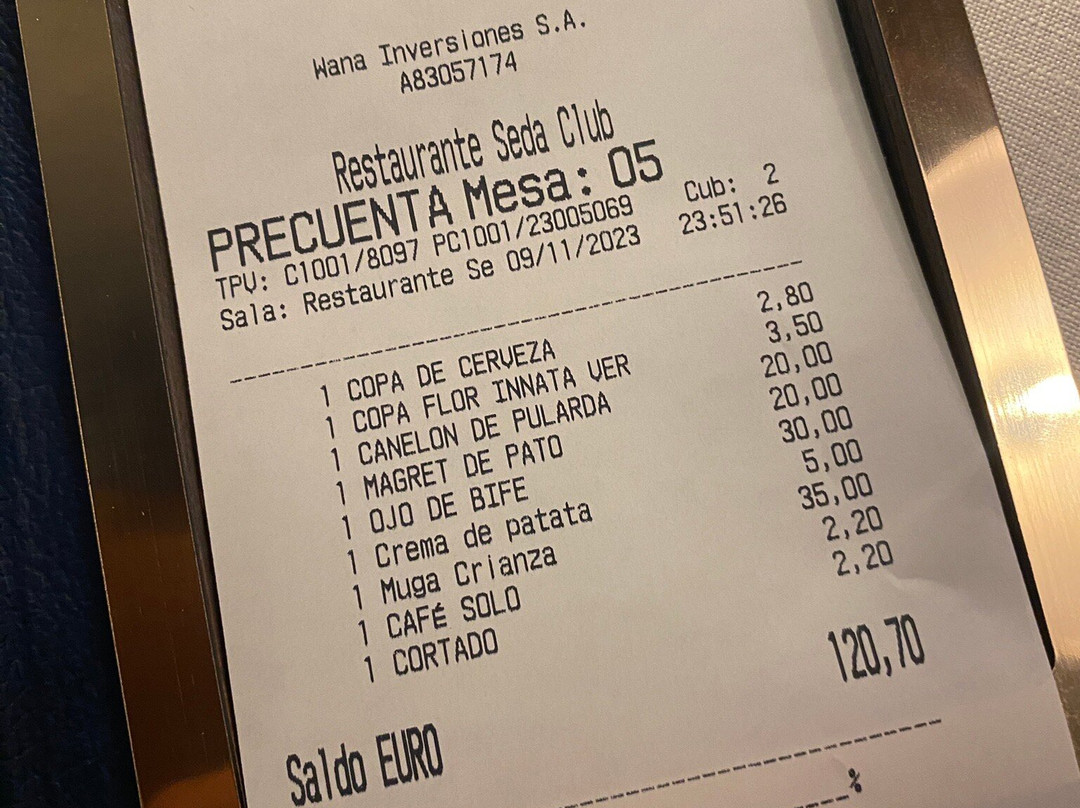 Wana Inversiones S.A.
A83057174
Restaurante Seda Club
PRECUENTA Mesa: 05
TPV: C1001/8097 PC1001/23005069 Cub: 2
Sala: Restaurante Se 09/11/2023 23:51:26
1 COPA DE CERVEZA 2,80
1 COPA FLOR INNATA VER 3,50
1 CANELON DE PULARDA 20,00
1 MAGRET DE PATO 20,00
1 OJO DE BIFE 30,00
1 Crema de patata 5,00
1 Muga Crianza 35,00
1 CAFÉ SOLO 2,20
1 CORTADO 2,20
Saldo EURO 120,70
%